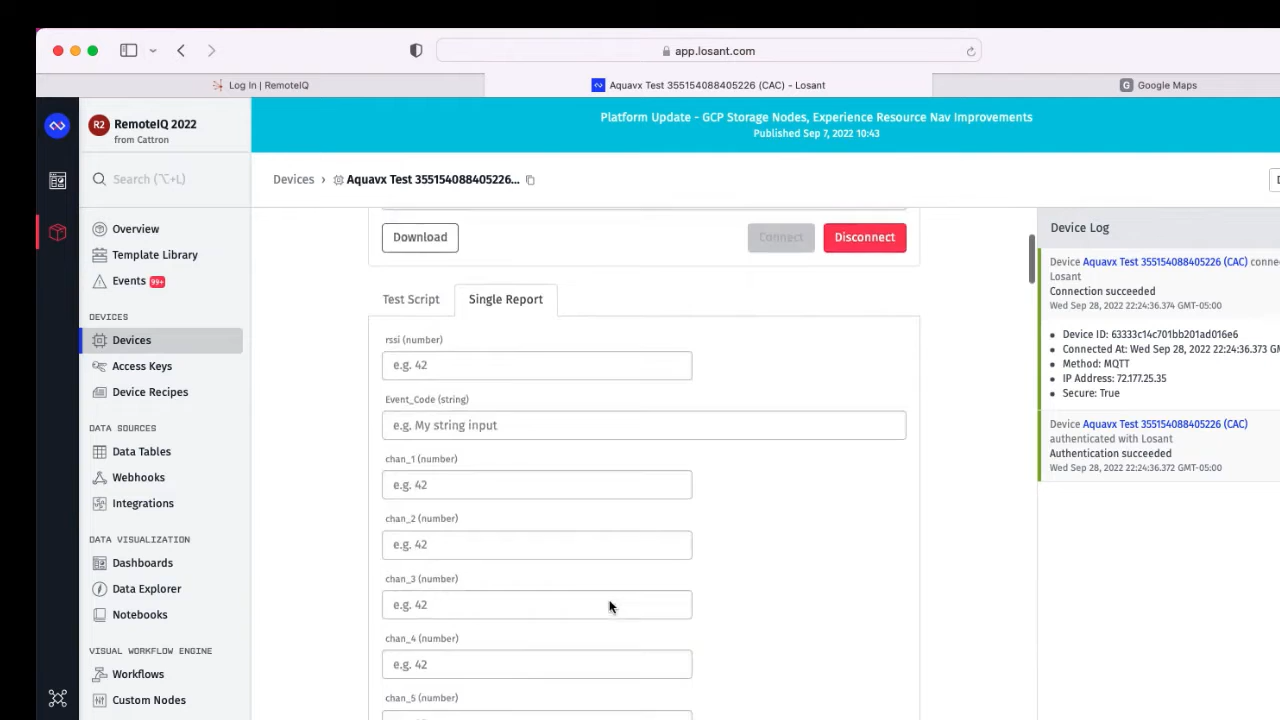 app.losant.com
Log In | RemoteIQ
Aquavx Test 355154088405226 (CAC) - Losant
G Google Maps
R2 RemoteIQ 2022
from Cattron
Platform Update - GCP Storage Nodes, Experience Resource Nav Improvements
Published Sep 7, 2022 10:43
Search (⌥+L)
Devices › Aquavx Test 355154088405226...
Overview
Template Library
Events 99+
DEVICES
Devices
Access Keys
Device Recipes
DATA SOURCES
Data Tables
Webhooks
Integrations
DATA VISUALIZATION
Dashboards
Data Explorer
Notebooks
VISUAL WORKFLOW ENGINE
Workflows
Custom Nodes
Download
Connect
Disconnect
Test Script
Single Report
rssi (number)
e.g. 42
Event_Code (string)
e.g. My string input
chan_1 (number)
e.g. 42
chan_2 (number)
e.g. 42
chan_3 (number)
e.g. 42
chan_4 (number)
e.g. 42
chan_5 (number)
Device Log
Device Aquavx Test 355154088405226 (CAC) conne
Losant
Connection succeeded
Wed Sep 28, 2022 22:24:36.374 GMT-05:00
• Device ID: 63333c14c701bb201ad016e6
• Connected At: Wed Sep 28, 2022 22:24:36.373 GM
• Method: MQTT
• IP Address: 72.177.25.35
• Secure: True
Device Aquavx Test 355154088405226 (CAC)
authenticated with Losant
Authentication succeeded
Wed Sep 28, 2022 22:24:36.372 GMT-05:00